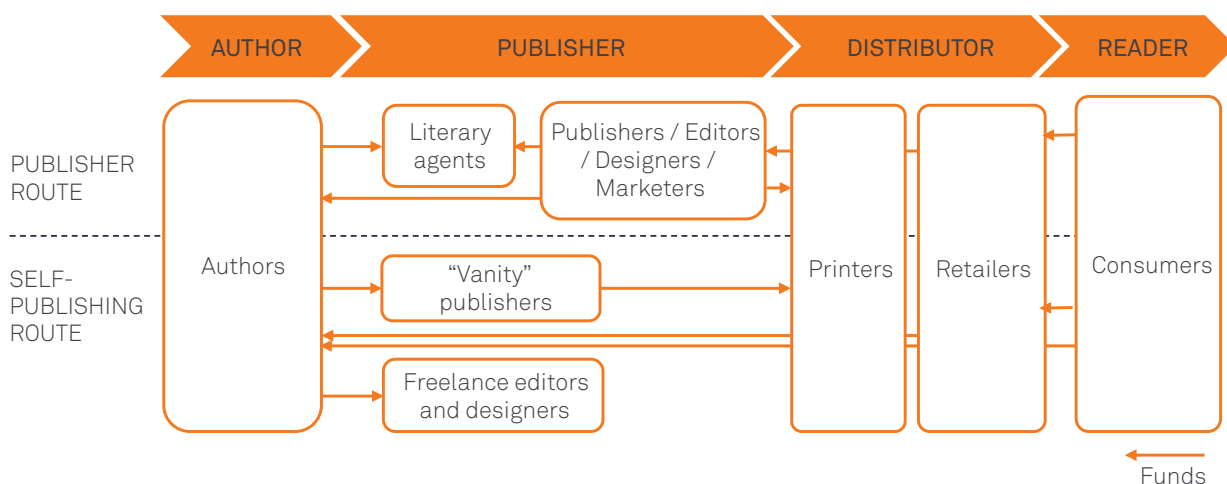 AUTHOR
PUBLISHER
DISTRIBUTOR
READER
PUBLISHER
ROUTE
Literary
agents
Publishers / Editors
/ Designers /
Marketers
SELF-
PUBLISHING
ROUTE
Authors
“Vanity”
publishers
Printers
Retailers
Consumers
Freelance editors
and designers
Funds